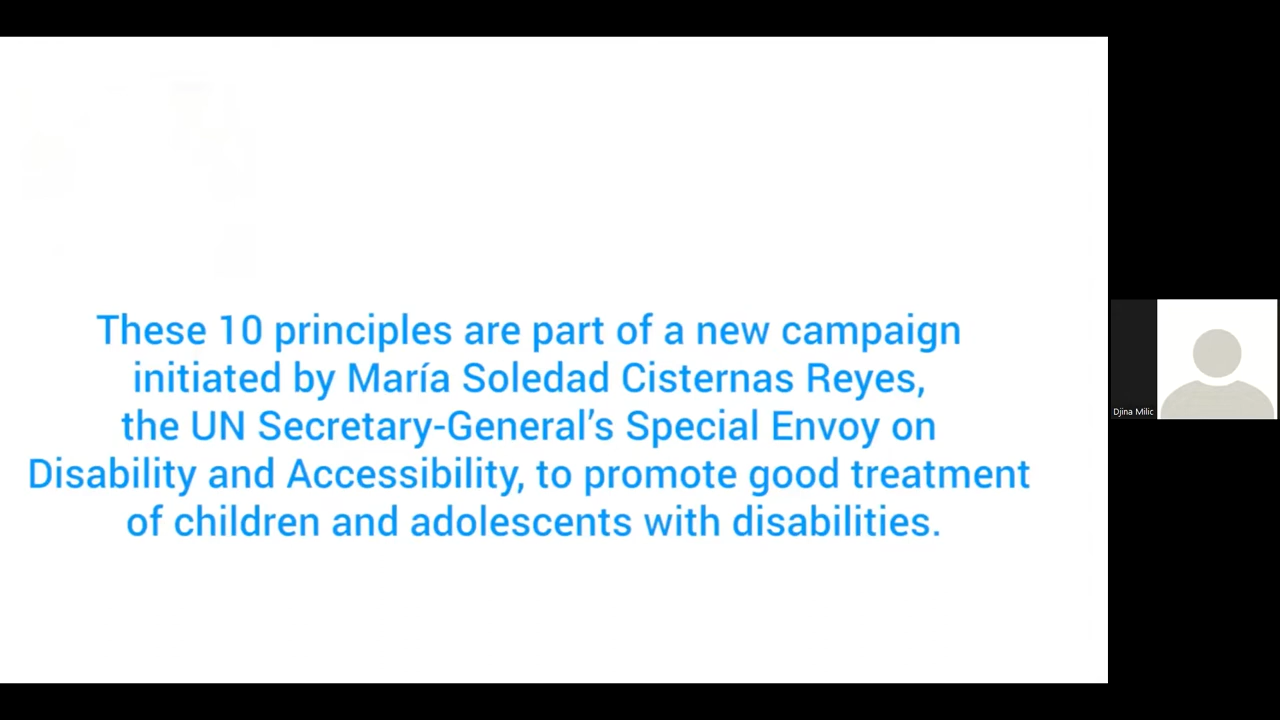 These 10 principles are part of a new campaign
initiated by María Soledad Cisternas Reyes,
the UN Secretary-General’s Special Envoy on
Disability and Accessibility, to promote good treatment
of children and adolescents with disabilities.
Djina Milic